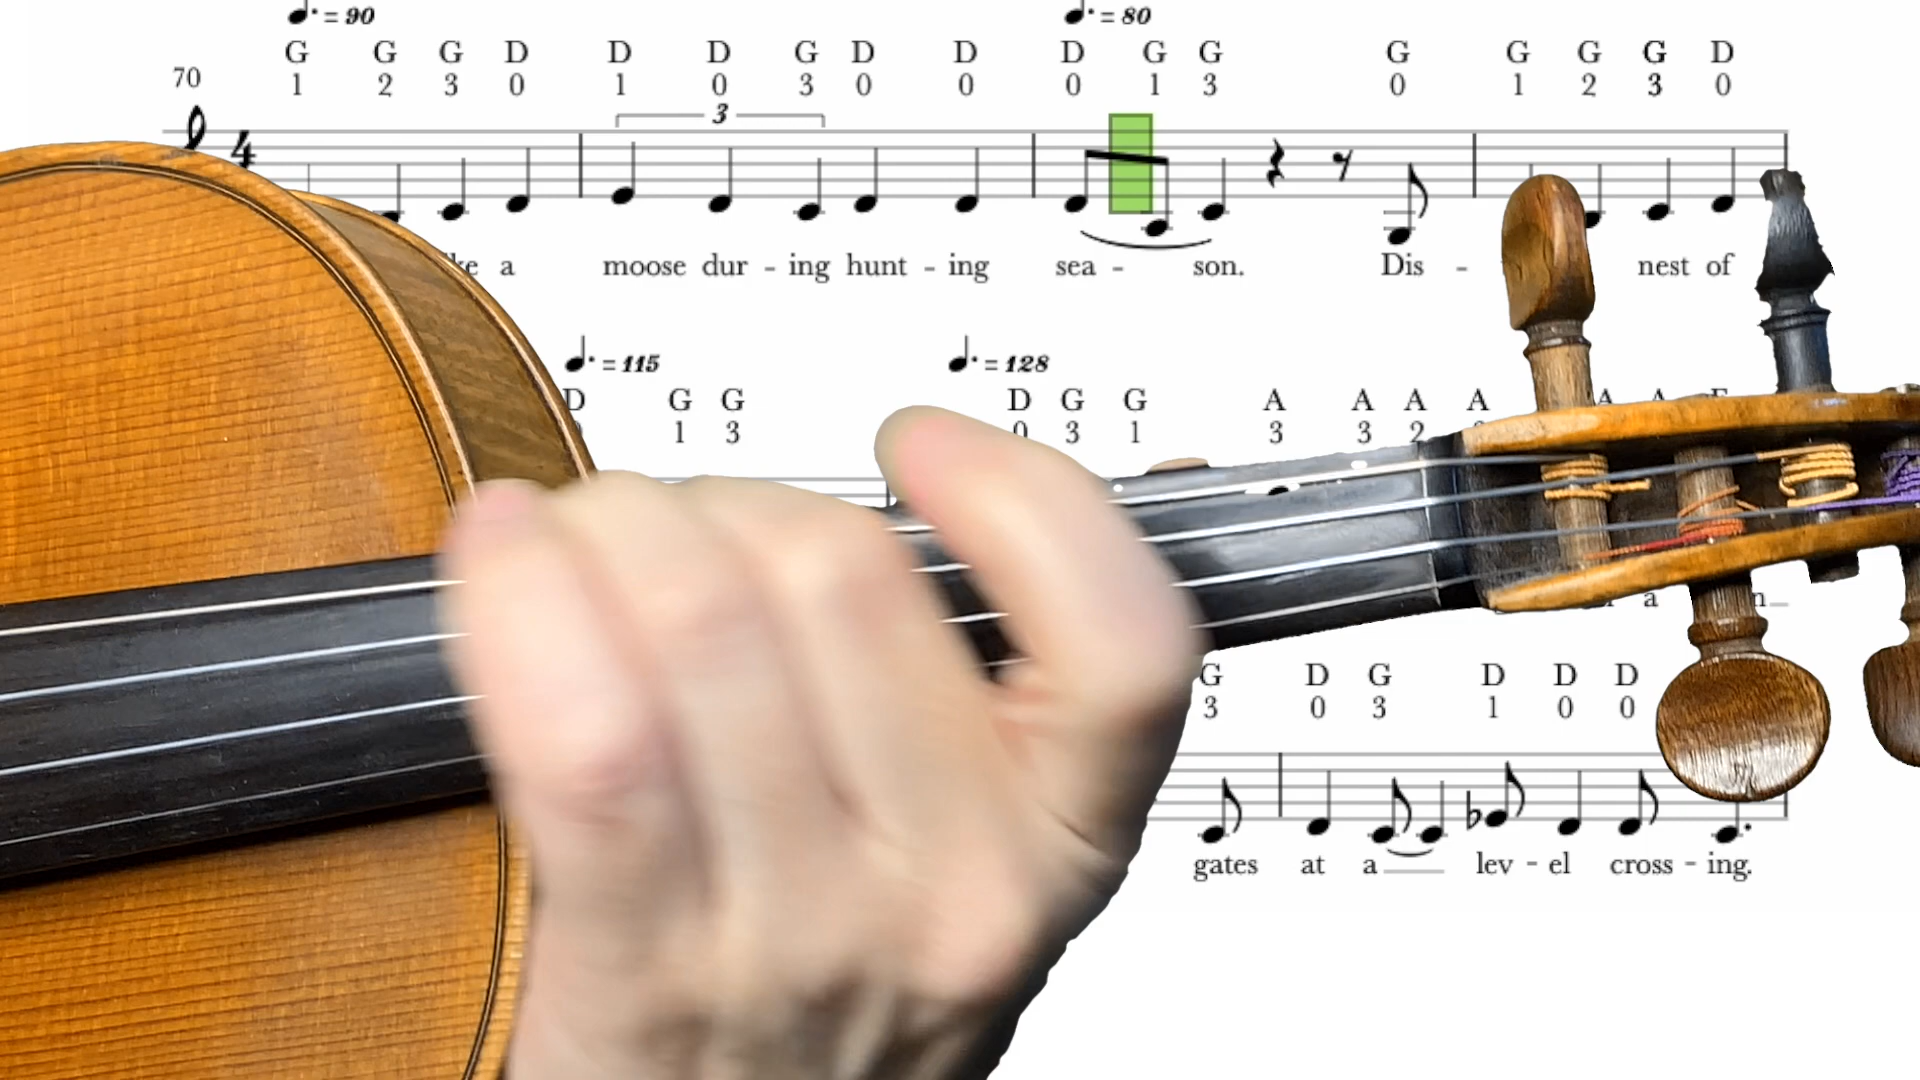 ♩. = 90 ♩. = 80
G G G D D D G D D D G G G G G G D
70 1 2 3 0 1 0 3 0 0 0 1 3 0 1 2 3 0
3
4
a moose dur - ing hunt - ing sea - son. Dis - nest of
♩. = 115 ♩. = 128
D G G D G G A A A A
1 3 0 3 1 3 3 2
a
G D G D D D
3 0 3 1 0 0
gates at a lev - el cross - ing.